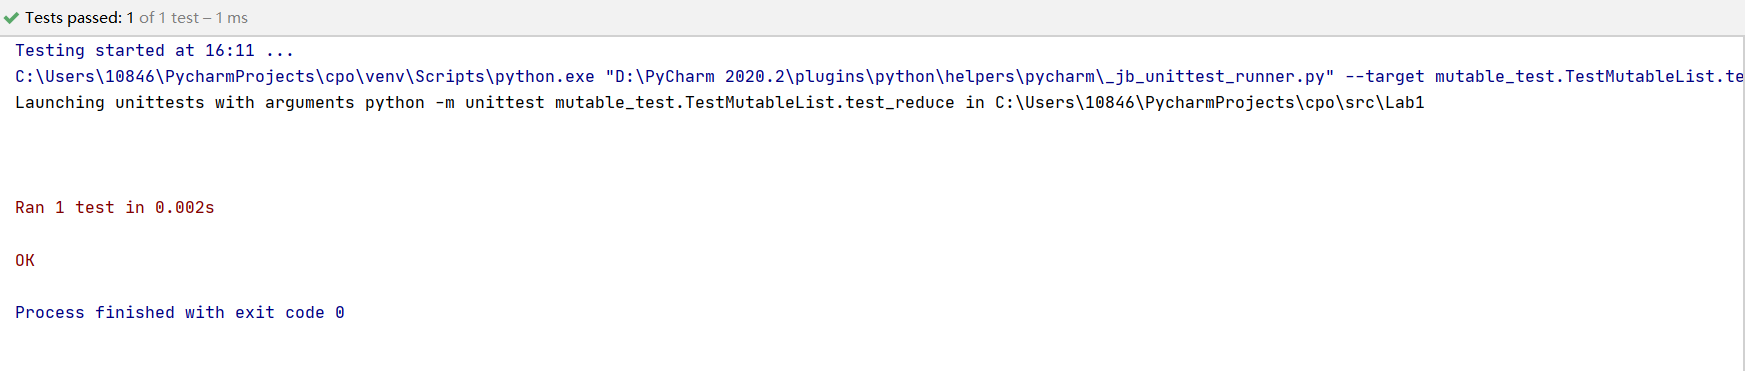 Tests passed: 1 of 1 test – 1 ms
Testing started at 16:11 ...
C:\Users\10846\PycharmProjects\cpo\venv\Scripts\python.exe "D:\PyCharm 2020.2\plugins\python\helpers\pycharm\_jb_unittest_runner.py" --target mutable_test.TestMutableList.te
Launching unittests with arguments python -m unittest mutable_test.TestMutableList.test_reduce in C:\Users\10846\PycharmProjects\cpo\src\Lab1
Ran 1 test in 0.002s
OK
Process finished with exit code 0